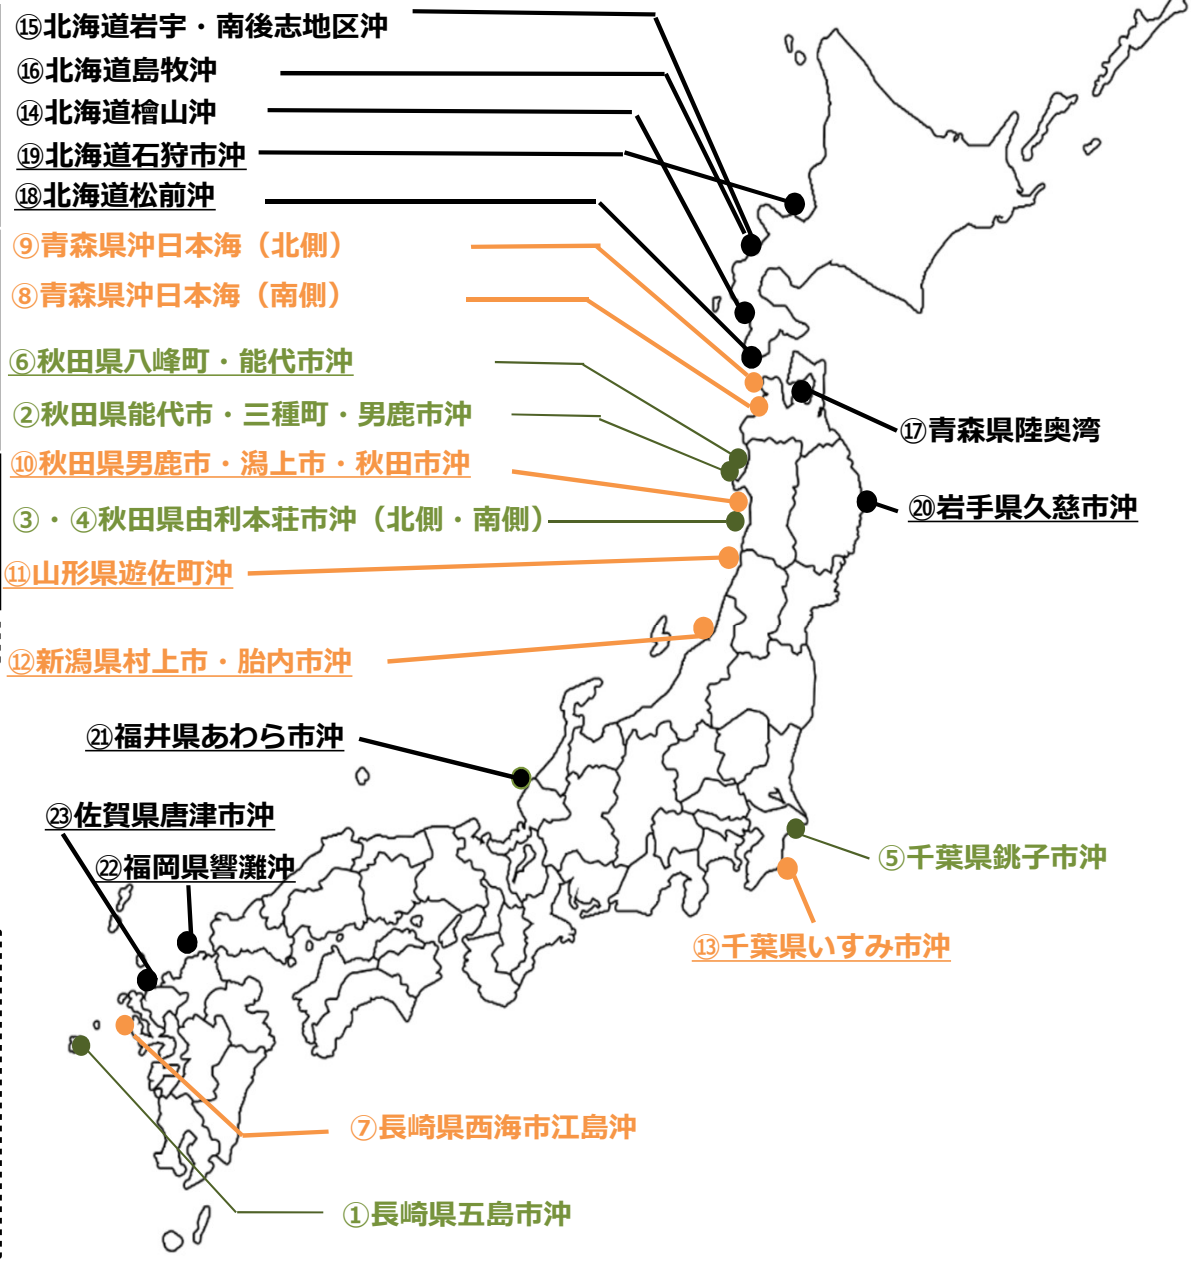 ⑮北海道岩宇・南後志地区沖
⑯北海道島牧沖
⑭北海道檜山沖
⑲北海道石狩市沖
⑱北海道松前沖
⑨青森県沖日本海（北側）
⑧青森県沖日本海（南側）
⑥秋田県八峰町・能代市沖
②秋田県能代市・三種町・男鹿市沖
⑰青森県陸奥湾
⑩秋田県男鹿市・潟上市・秋田市沖
⑳岩手県久慈市沖
③・④秋田県由利本荘市沖（北側・南側）
⑪山形県遊佐町沖
⑫新潟県村上市・胎内市沖
㉑福井県あわら市沖
㉓佐賀県唐津市沖
㉒福岡県響灘沖
⑤千葉県銚子市沖
⑬千葉県いすみ市沖
⑦長崎県西海市江島沖
①長崎県五島市沖